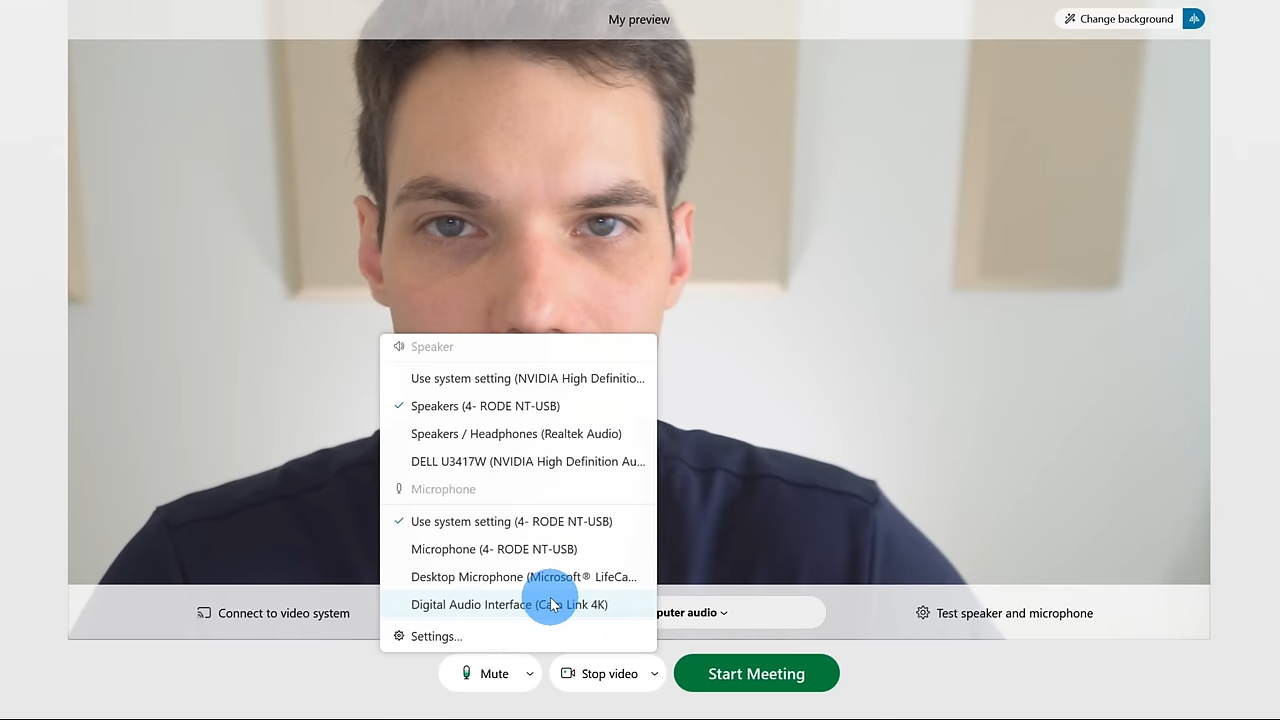 My preview
Change background
Speaker
Use system setting (NVIDIA High Definitio...
Speakers (4- RODE NT-USB)
Speakers / Headphones (Realtek Audio)
DELL U3417W (NVIDIA High Definition Au...
Microphone
Use system setting (4- RODE NT-USB)
Microphone (4- RODE NT-USB)
Desktop Microphone (Microsoft® LifeCa...
Digital Audio Interface (Link 4K)
Settings...
Connect to video system
audio
Test speaker and microphone
Mute
Stop video
Start Meeting